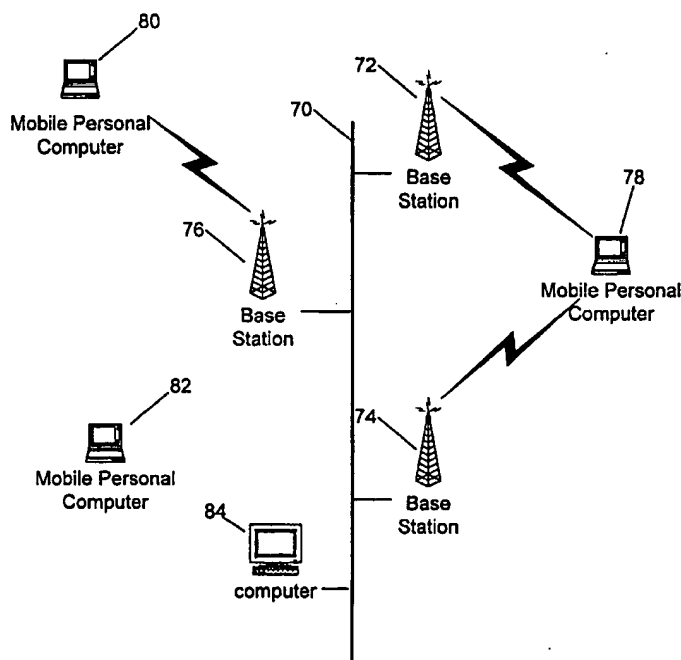 80
Mobile Personal
Computer
72
70
Base
Station
78
Mobile Personal
Computer
76
Base
Station
82
Mobile Personal
Computer
74
Base
Station
84
computer